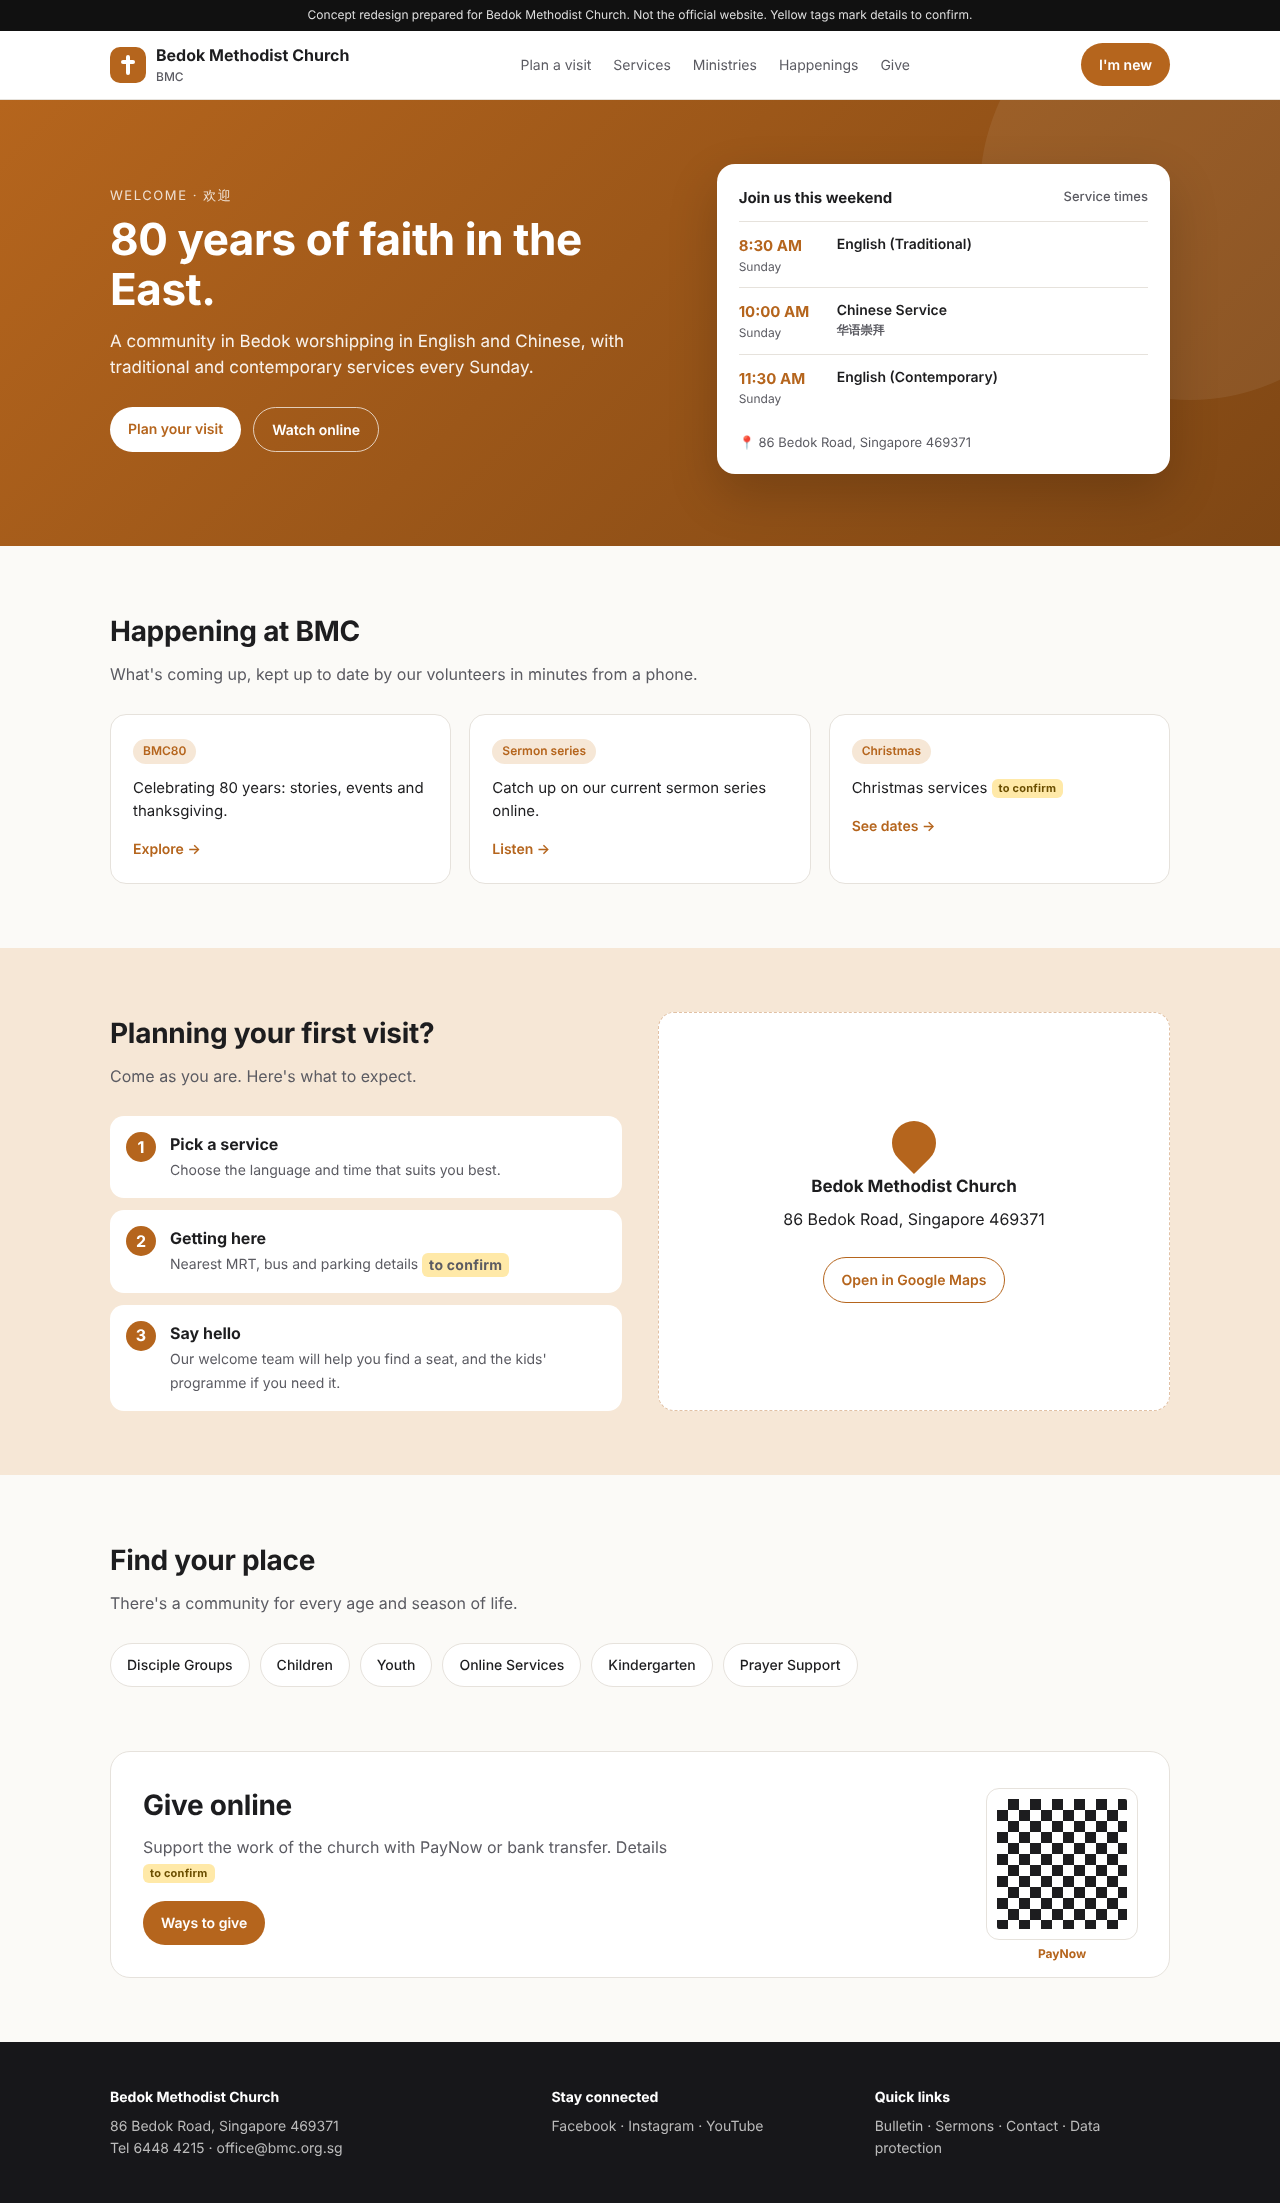 Concept redesign prepared for Bedok Methodist Church. Not the official website. Yellow tags mark details to confirm.
Bedok Methodist Church
BMC
Plan a visit
Services
Ministries
Happenings
Give
I'm new
WELCOME · 欢迎
80 years of faith in the
East.
A community in Bedok worshipping in English and Chinese, with
traditional and contemporary services every Sunday.
Plan your visit
Watch online
Join us this weekend
Service times
8:30 AM
Sunday
English (Traditional)
10:00 AM
Sunday
Chinese Service
华语崇拜
11:30 AM
Sunday
English (Contemporary)
📍 86 Bedok Road, Singapore 469371
Happening at BMC
What's coming up, kept up to date by our volunteers in minutes from a phone.
BMC80
Celebrating 80 years: stories, events and
thanksgiving.
Explore →
Sermon series
Catch up on our current sermon series
online.
Listen →
Christmas
Christmas services to confirm
See dates →
Planning your first visit?
Come as you are. Here's what to expect.
1
Pick a service
Choose the language and time that suits you best.
2
Getting here
Nearest MRT, bus and parking details to confirm
3
Say hello
Our welcome team will help you find a seat, and the kids'
programme if you need it.
Bedok Methodist Church
86 Bedok Road, Singapore 469371
Open in Google Maps
Find your place
There's a community for every age and season of life.
Disciple Groups
Children
Youth
Online Services
Kindergarten
Prayer Support
Give online
Support the work of the church with PayNow or bank transfer. Details
to confirm
Ways to give
PayNow
Bedok Methodist Church
86 Bedok Road, Singapore 469371
Tel 6448 4215 · office@bmc.org.sg
Stay connected
Facebook · Instagram · YouTube
Quick links
Bulletin · Sermons · Contact · Data
protection